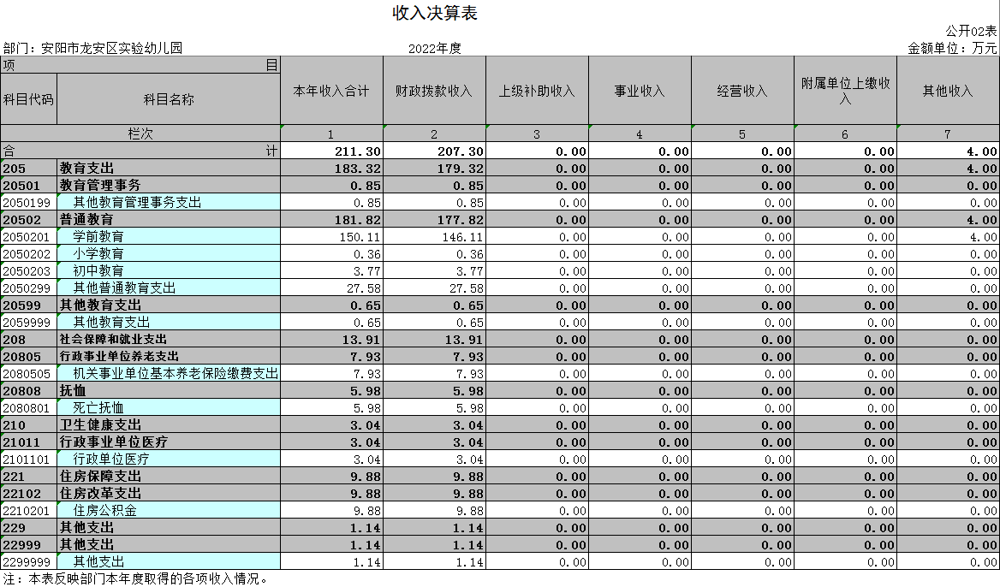 收入决算表
公开02表
部门：安阳市龙安区实验幼儿园 2022年度 金额单位：万元
项 目 本年收入合计 财政拨款收入 上级补助收入 事业收入 经营收入 附属单位上缴收入 其他收入
科目代码 科目名称
栏次 1 2 3 4 5 6 7
合 计 211.30 207.30 0.00 0.00 0.00 0.00 4.00
205 教育支出 183.32 179.32 0.00 0.00 0.00 0.00 4.00
20501 教育管理事务 0.85 0.85 0.00 0.00 0.00 0.00 0.00
2050199 其他教育管理事务支出 0.85 0.85 0.00 0.00 0.00 0.00 0.00
20502 普通教育 181.82 177.82 0.00 0.00 0.00 0.00 4.00
2050201 学前教育 150.11 146.11 0.00 0.00 0.00 0.00 4.00
2050202 小学教育 0.36 0.36 0.00 0.00 0.00 0.00 0.00
2050203 初中教育 3.77 3.77 0.00 0.00 0.00 0.00 0.00
2050299 其他普通教育支出 27.58 27.58 0.00 0.00 0.00 0.00 0.00
20599 其他教育支出 0.65 0.65 0.00 0.00 0.00 0.00 0.00
2059999 其他教育支出 0.65 0.65 0.00 0.00 0.00 0.00 0.00
208 社会保障和就业支出 13.91 13.91 0.00 0.00 0.00 0.00 0.00
20805 行政事业单位养老支出 7.93 7.93 0.00 0.00 0.00 0.00 0.00
2080505 机关事业单位基本养老保险缴费支出 7.93 7.93 0.00 0.00 0.00 0.00 0.00
20808 抚恤 5.98 5.98 0.00 0.00 0.00 0.00 0.00
2080801 死亡抚恤 5.98 5.98 0.00 0.00 0.00 0.00 0.00
210 卫生健康支出 3.04 3.04 0.00 0.00 0.00 0.00 0.00
21011 行政事业单位医疗 3.04 3.04 0.00 0.00 0.00 0.00 0.00
2101101 行政单位医疗 3.04 3.04 0.00 0.00 0.00 0.00 0.00
221 住房保障支出 9.88 9.88 0.00 0.00 0.00 0.00 0.00
22102 住房改革支出 9.88 9.88 0.00 0.00 0.00 0.00 0.00
2210201 住房公积金 9.88 9.88 0.00 0.00 0.00 0.00 0.00
229 其他支出 1.14 1.14 0.00 0.00 0.00 0.00 0.00
22999 其他支出 1.14 1.14 0.00 0.00 0.00 0.00 0.00
2299999 其他支出 1.14 1.14 0.00 0.00 0.00 0.00 0.00
注：本表反映部门本年度取得的各项收入情况。